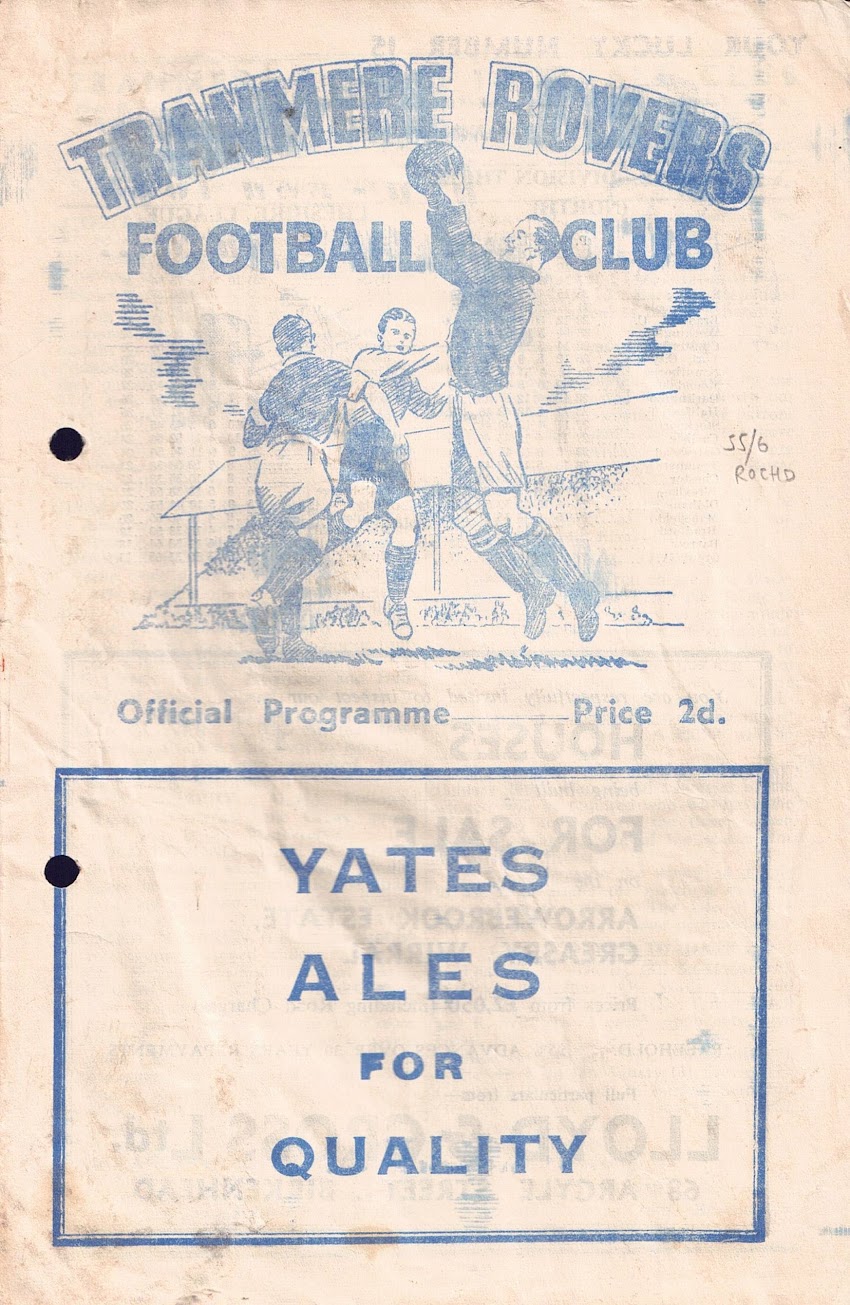 TRANMERE ROVERS
FOOTBALL CLUB
55/6
ROCHD
Official Programme Price 2d.
YATES
ALES
FOR
QUALITY